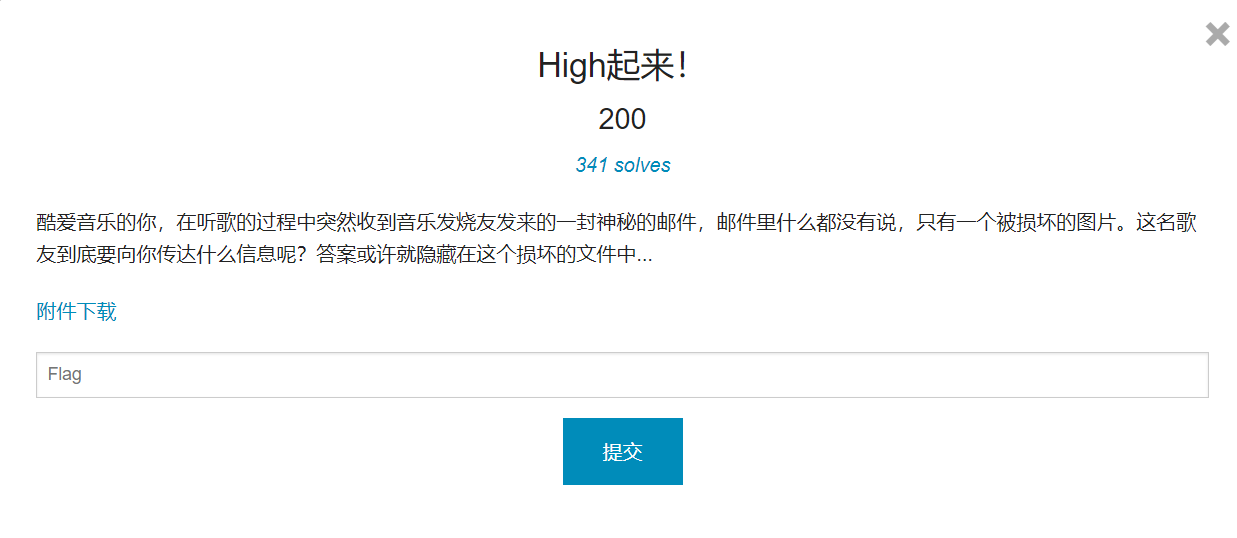 High起来！
200
341 solves
酷爱音乐的你，在听歌的过程中突然收到音乐发烧友发来的一封神秘的邮件，邮件里什么都没有说，只有一个被损坏的图片。这名歌
友到底要向你传达什么信息呢？答案或许就隐藏在这个损坏的文件中...
附件下载
Flag
提交